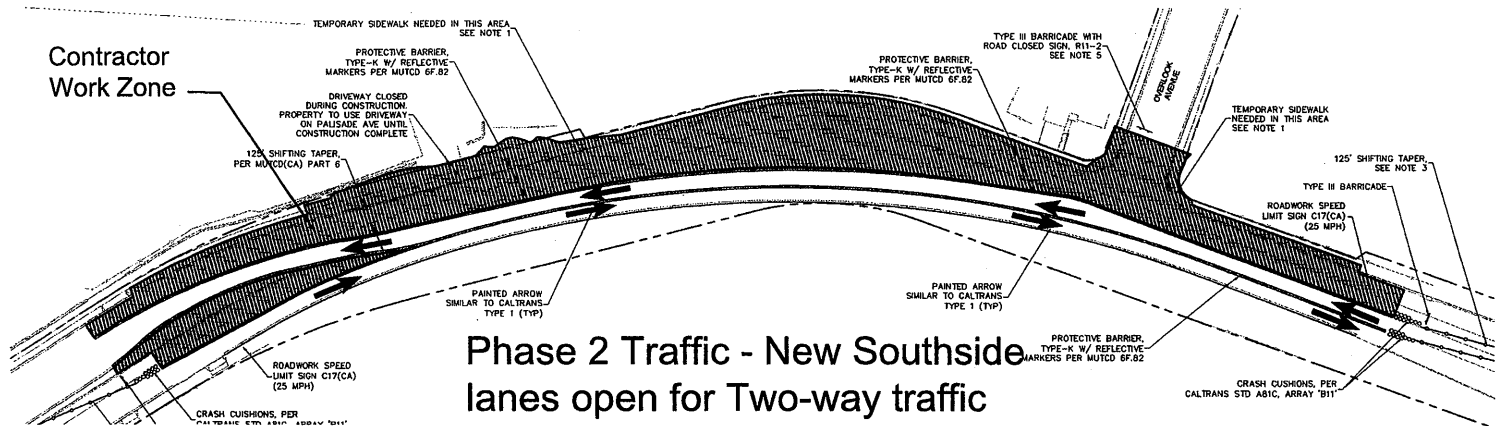 TEMPORARY SIDEWALK NEEDED IN THIS AREA
SEE NOTE 1
Contractor
Work Zone
PROTECTIVE BARRIER,
TYPE-K W/ REFLECTIVE
MARKERS PER MUTCD 6F.82
DRIVEWAY CLOSED
DURING CONSTRUCTION.
PROPERTY TO USE DRIVEWAY
ON PALISADE AVE UNTIL
CONSTRUCTION COMPLETE
125' SHIFTING TAPER,
PER MUTCD(CA) PART 6
PROTECTIVE BARRIER,
TYPE-K W/ REFLECTIVE
MARKERS PER MUTCD 6F.82
TYPE III BARRICADE WITH
ROAD CLOSED SIGN, R11-2
SEE NOTE 5
OVERLOOK
AVENUE
TEMPORARY SIDEWALK
NEEDED IN THIS AREA
SEE NOTE 1
125' SHIFTING TAPER,
SEE NOTE 3
TYPE III BARRICADE
ROADWORK SPEED
LIMIT SIGN C17(CA)
(25 MPH)
PAINTED ARROW
SIMILAR TO CALTRANS
TYPE 1 (TYP)
PAINTED ARROW
SIMILAR TO CALTRANS
TYPE 1 (TYP)
PROTECTIVE BARRIER,
TYPE-K W/ REFLECTIVE
MARKERS PER MUTCD 6F.82
Phase 2 Traffic - New Southside
lanes open for Two-way traffic
ROADWORK SPEED
LIMIT SIGN C17(CA)
(25 MPH)
CRASH CUISHIONS, PER
CALTRANS STD A81C, ARRAY 'B11'
CRASH CUSHIONS, PER
CALTRANS STD A81C, ARRAY 'B11'